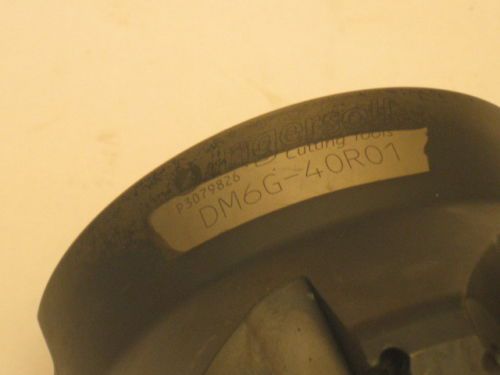 Ingersoll
Cutting Tools
P3079826
DM6G-40R01